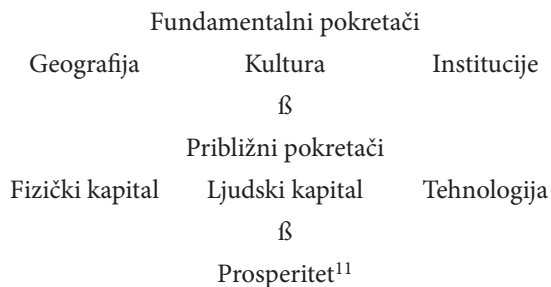 Fundamentalni pokretači
Geografija Kultura Institucije
ß
Približni pokretači
Fizički kapital Ljudski kapital Tehnologija
ß
Prosperitet¹¹